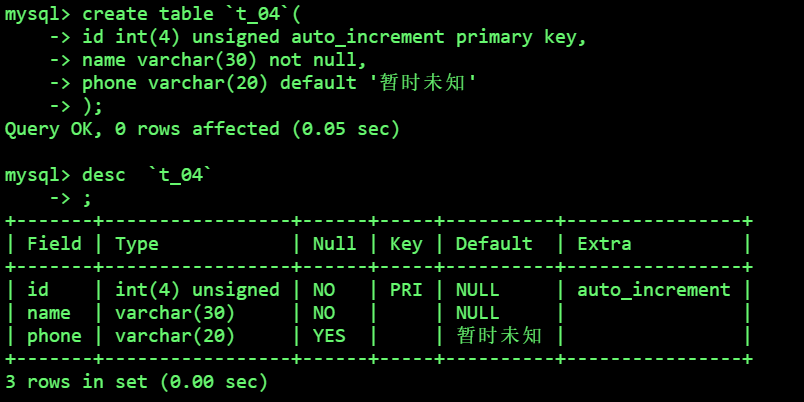 mysql> create table `t_04`(
    -> id int(4) unsigned auto_increment primary key,
    -> name varchar(30) not null,
    -> phone varchar(20) default '暂时未知'
    -> );
Query OK, 0 rows affected (0.05 sec)
mysql> desc  `t_04`
    -> ;
+-------+-----------------+------+-----+----------+----------------+
| Field | Type            | Null | Key | Default  | Extra          |
+-------+-----------------+------+-----+----------+----------------+
| id    | int(4) unsigned | NO   | PRI | NULL     | auto_increment |
| name  | varchar(30)     | NO   |     | NULL     |                |
| phone | varchar(20)     | YES  |     | 暂时未知 |                |
+-------+-----------------+------+-----+----------+----------------+
3 rows in set (0.00 sec)